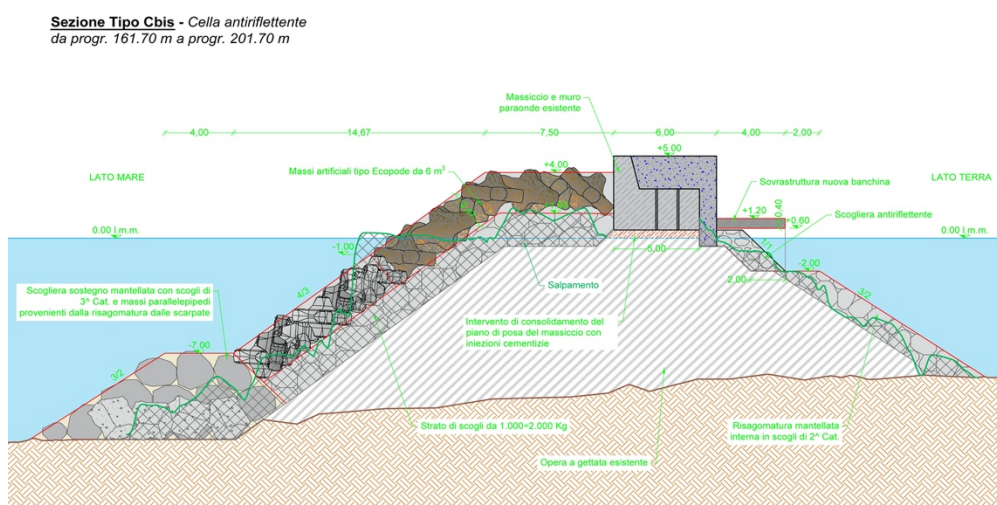 Sezione Tipo Cbis - Cella antiriflettente
da progr. 161.70 m a progr. 201.70 m
Massiccio e muro
paraonde esistente
4,00
14,67
7,50
6,00
4,00
2,00
+5,00
LATO MARE
Massi artificiali tipo Ecopode da 6 m³
+4,00
Sovrastruttura nuova banchina
LATO TERRA
+1,20
0,40
+0,60
Scogliera antiriflettente
0.00 l.m.m.
0.00 l.m.m.
-1,00
1/1
5,00
-2,00
2,00
Salpamento
Scogliera sostegno mantellata con scogli di
3^ Cat. e massi parallelepipedi
provenienti dalla risagomatura dalle scarpate
4/3
3/2
Intervento di consolidamento del
piano di posa del massiccio con
iniezioni cementizie
-7,00
3/2
Strato di scogli da 1.000÷2.000 Kg
Risagomatura mantellata
interna in scogli di 2^ Cat.
Opera a gettata esistente